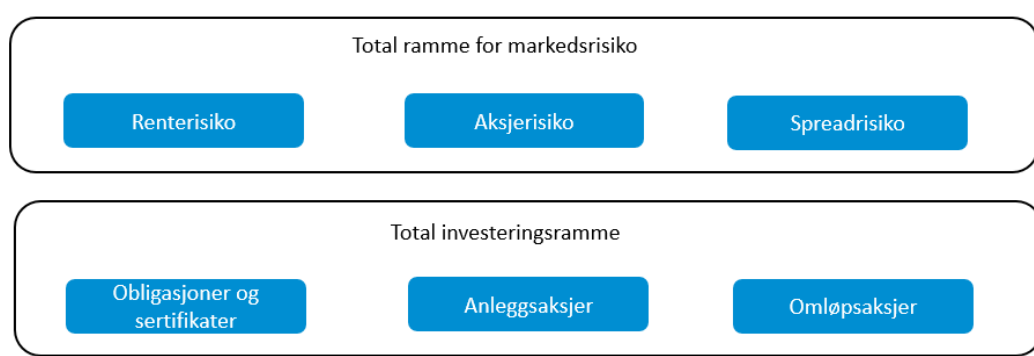 Total ramme for markedsrisiko
Renterisiko
Aksjerisiko
Spreadrisiko
Total investeringsramme
Obligasjoner og
sertifikater
Anleggsaksjer
Omløpsaksjer